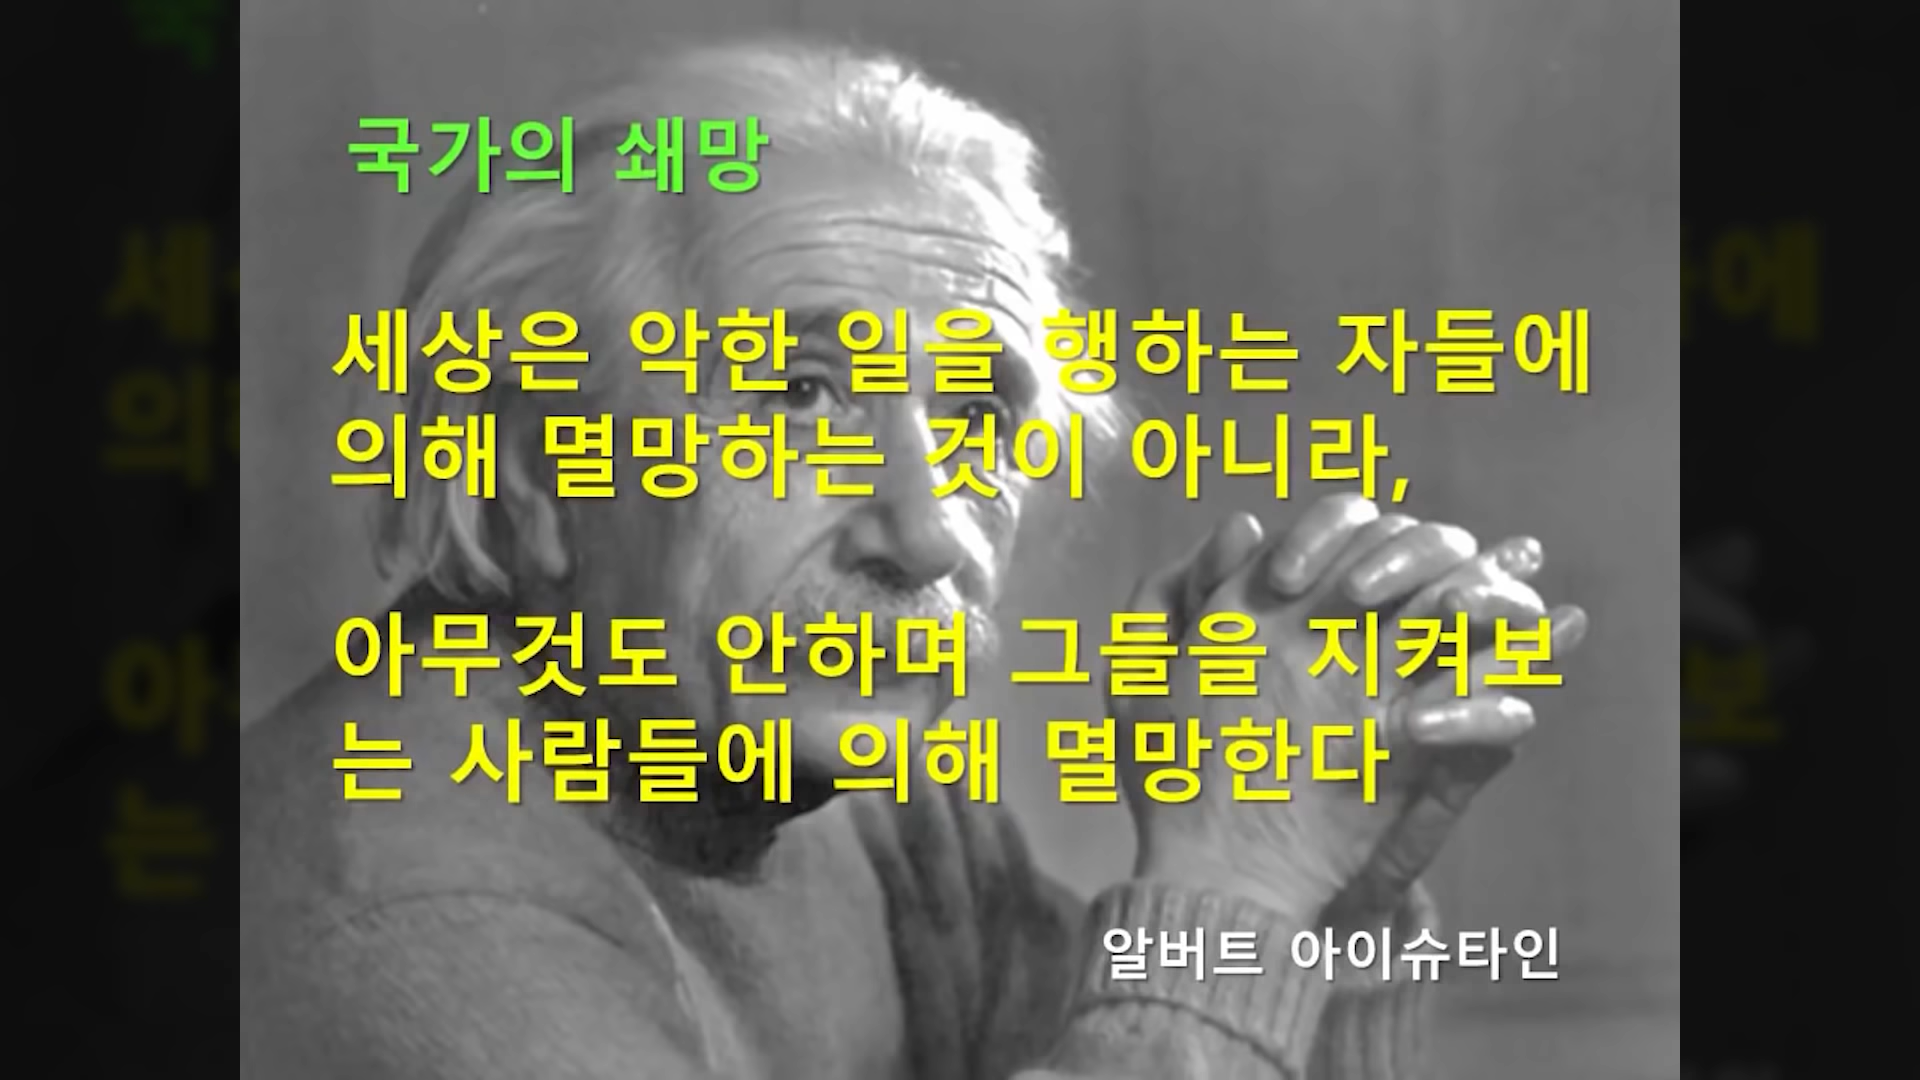 국가의 쇄망
세상은 악한 일을 행하는 자들에
의해 멸망하는 것이 아니라,
아무것도 안하며 그들을 지켜보
는 사람들에 의해 멸망한다
알버트 아이슈타인